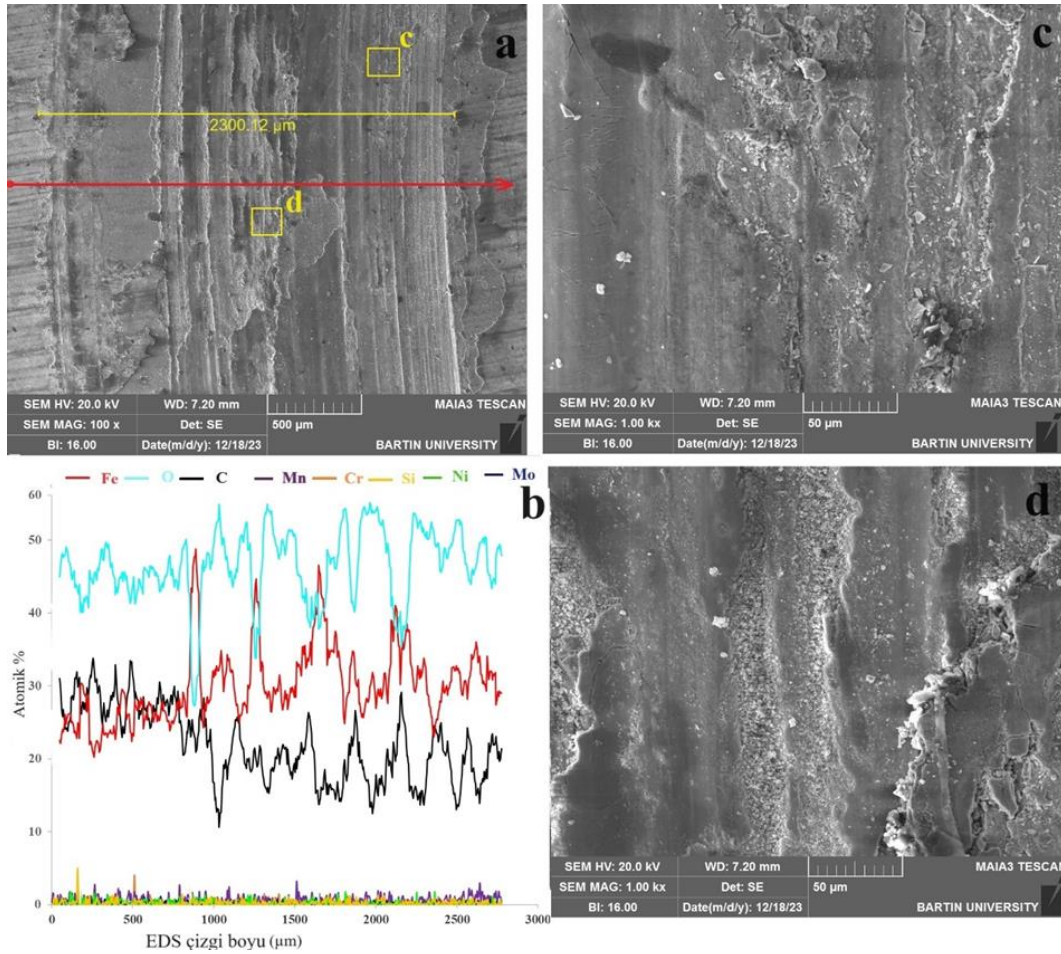 a
c
2300.12 µm
d
SEM HV: 20.0 kV WD: 7.20 mm MAIA3 TESCAN
SEM MAG: 100 x Det: SE 500 µm
BI: 16.00 Date(m/d/y): 12/18/23 BARTIN UNIVERSITY
c
SEM HV: 20.0 kV WD: 7.20 mm MAIA3 TESCAN
SEM MAG: 1.00 kx Det: SE 50 µm
BI: 16.00 Date(m/d/y): 12/18/23 BARTIN UNIVERSITY
Fe O C Mn Cr Si Ni Mo
b
Atomik %
60
50
40
30
20
10
0
0 500 1000 1500 2000 2500 3000
EDS çizgi boyu (µm)
d
SEM HV: 20.0 kV WD: 7.20 mm MAIA3 TESCAN
SEM MAG: 1.00 kx Det: SE 50 µm
BI: 16.00 Date(m/d/y): 12/18/23 BARTIN UNIVERSITY